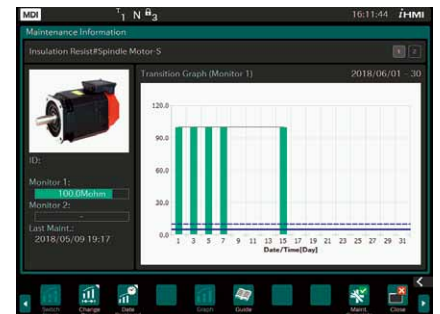 MDI
T1 N B3
16:11:44 iHMI
Maintenance Information
Insulation Resist#Spindle Motor-S
1 2
Transition Graph (Monitor 1) 2018/06/01 - 30
120.0
90.0
60.0
30.0
0.0
1 3 5 7 9 11 13 15 17 19 21 23 25 27 29 31
Date/Time[Day]
ID:
Monitor 1:
100.0Mohm
Monitor 2:
-
Last Maint.:
2018/05/09 19:17
Switch Change Date Graph Guide Maint. Close